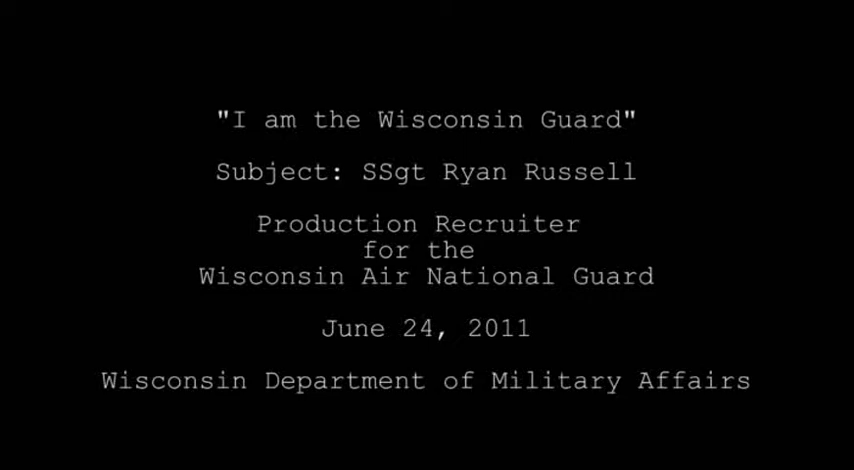 "I am the Wisconsin Guard"
Subject: SSgt Ryan Russell
Production Recruiter
for the
Wisconsin Air National Guard
June 24, 2011
Wisconsin Department of Military Affairs